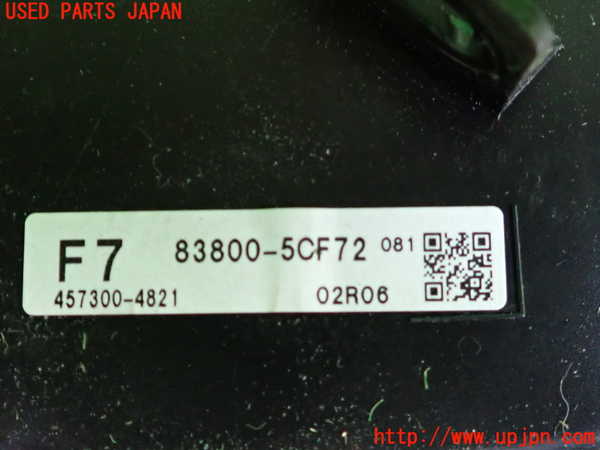 USED PARTS JAPAN
F7 83800-5CF72 081
457300-4821 02R06
http://www.upjpn.com/